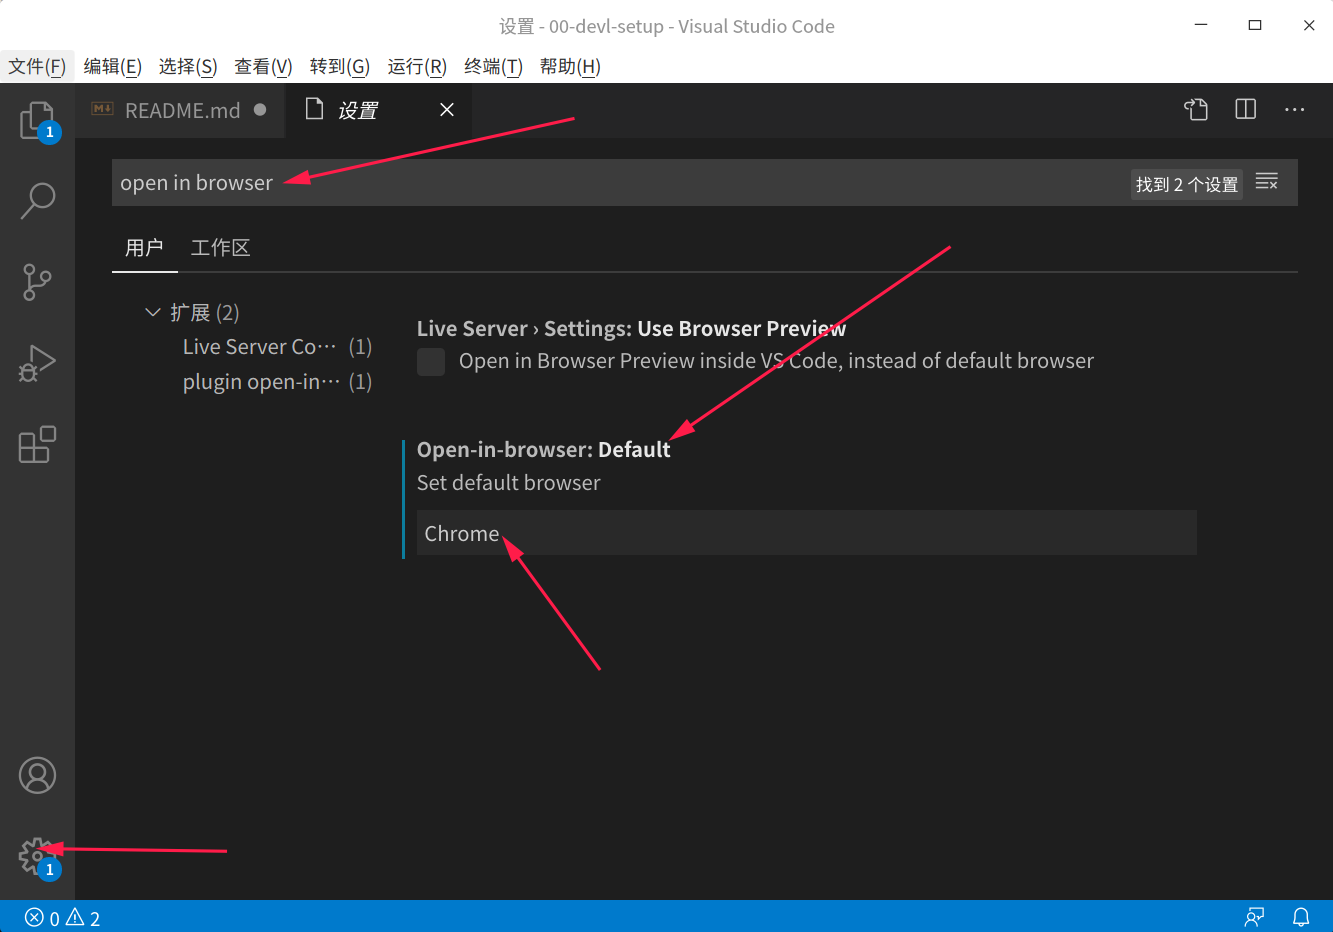 设置 - 00-devl-setup - Visual Studio Code
文件(F) 编辑(E) 选择(S) 查看(V) 转到(G) 运行(R) 终端(T) 帮助(H)
README.md 设置
1
open in browser 找到 2 个设置
用户 工作区
扩展 (2)
Live Server Co··· (1)
plugin open-in··· (1)
Live Server › Settings: Use Browser Preview
Open in Browser Preview inside VS Code, instead of default browser
Open-in-browser: Default
Set default browser
Chrome
1
0 2